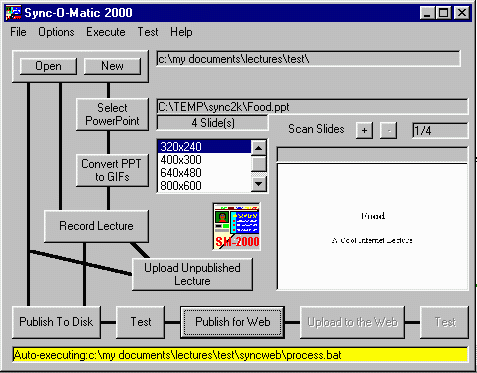 Sync-O-Matic 2000
File Options Execute Test Help
Open New
c:\my documents\lectures\test\
Select PowerPoint
C:\TEMP\sync2k\Food.ppt
4 Slide(s)
Scan Slides + - 1/4
Convert PPT to GIFs
320x240
400x300
640x480
800x600
Food
A Cool Internet Lecture
Record Lecture
SM-2000
Upload Unpublished Lecture
Publish To Disk Test Publish for Web Upload to the Web Test
Auto-executing:c:\my documents\lectures\test\syncweb\process.bat